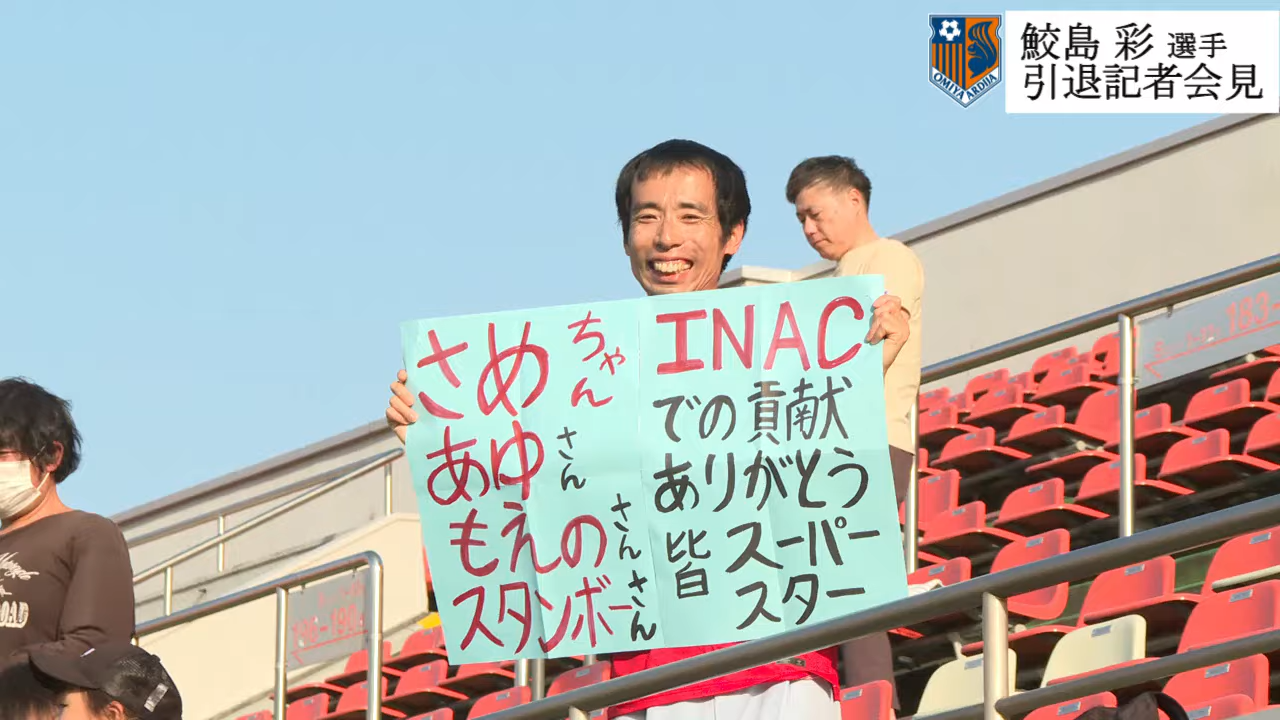 OMIYA ARDIJA
鮫島 彩 選手
引退記者会見
さめちゃん
あゆさん
もえのさん
スタンボーさん
INAC
での貢献
ありがとう
皆スーパー
スター